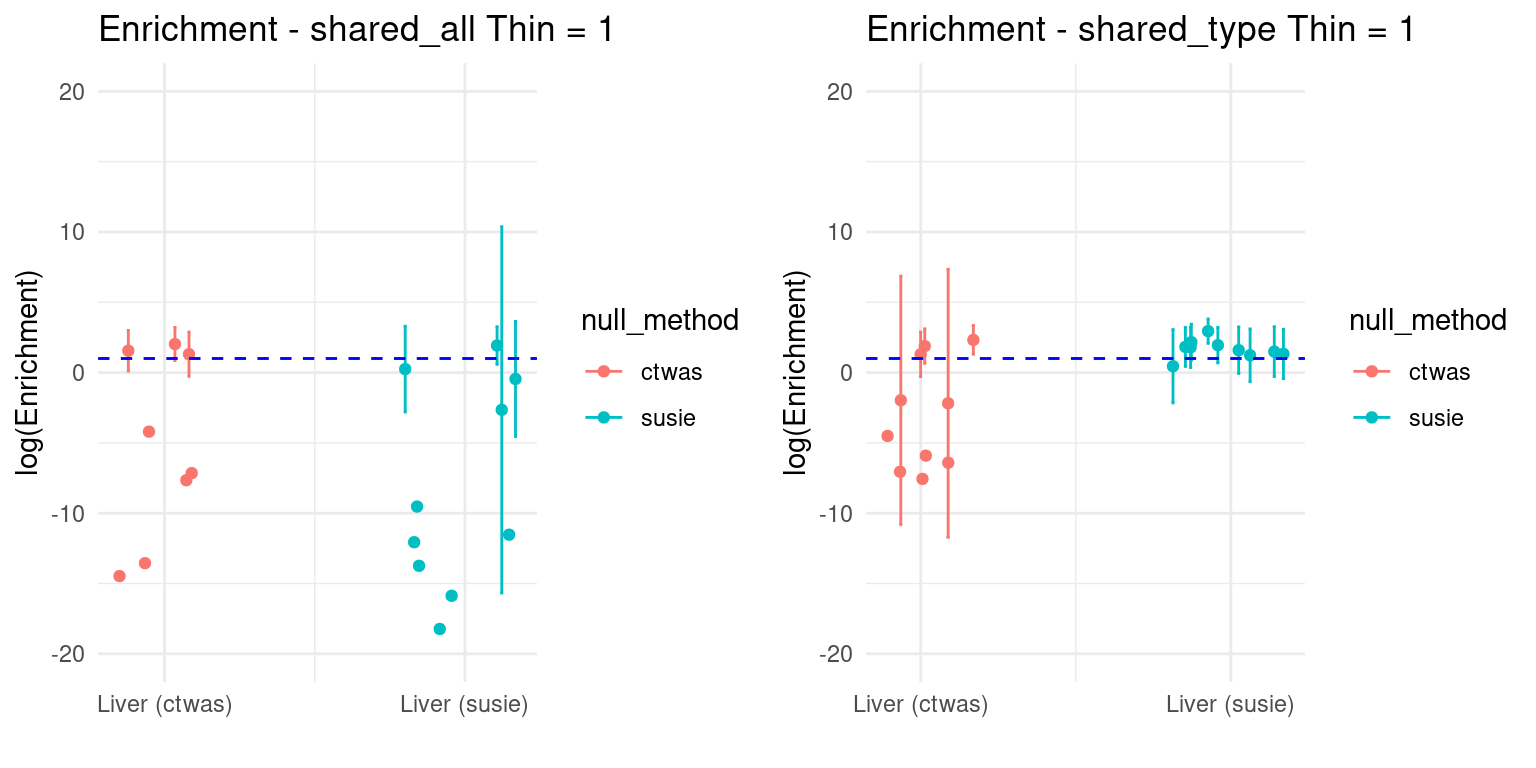 Enrichment - shared_all Thin = 1
log(Enrichment)
20
10
0
-10
-20
Liver (ctwas)
Liver (susie)
null_method
ctwas
susie
Enrichment - shared_type Thin = 1
log(Enrichment)
20
10
0
-10
-20
Liver (ctwas)
Liver (susie)
null_method
ctwas
susie